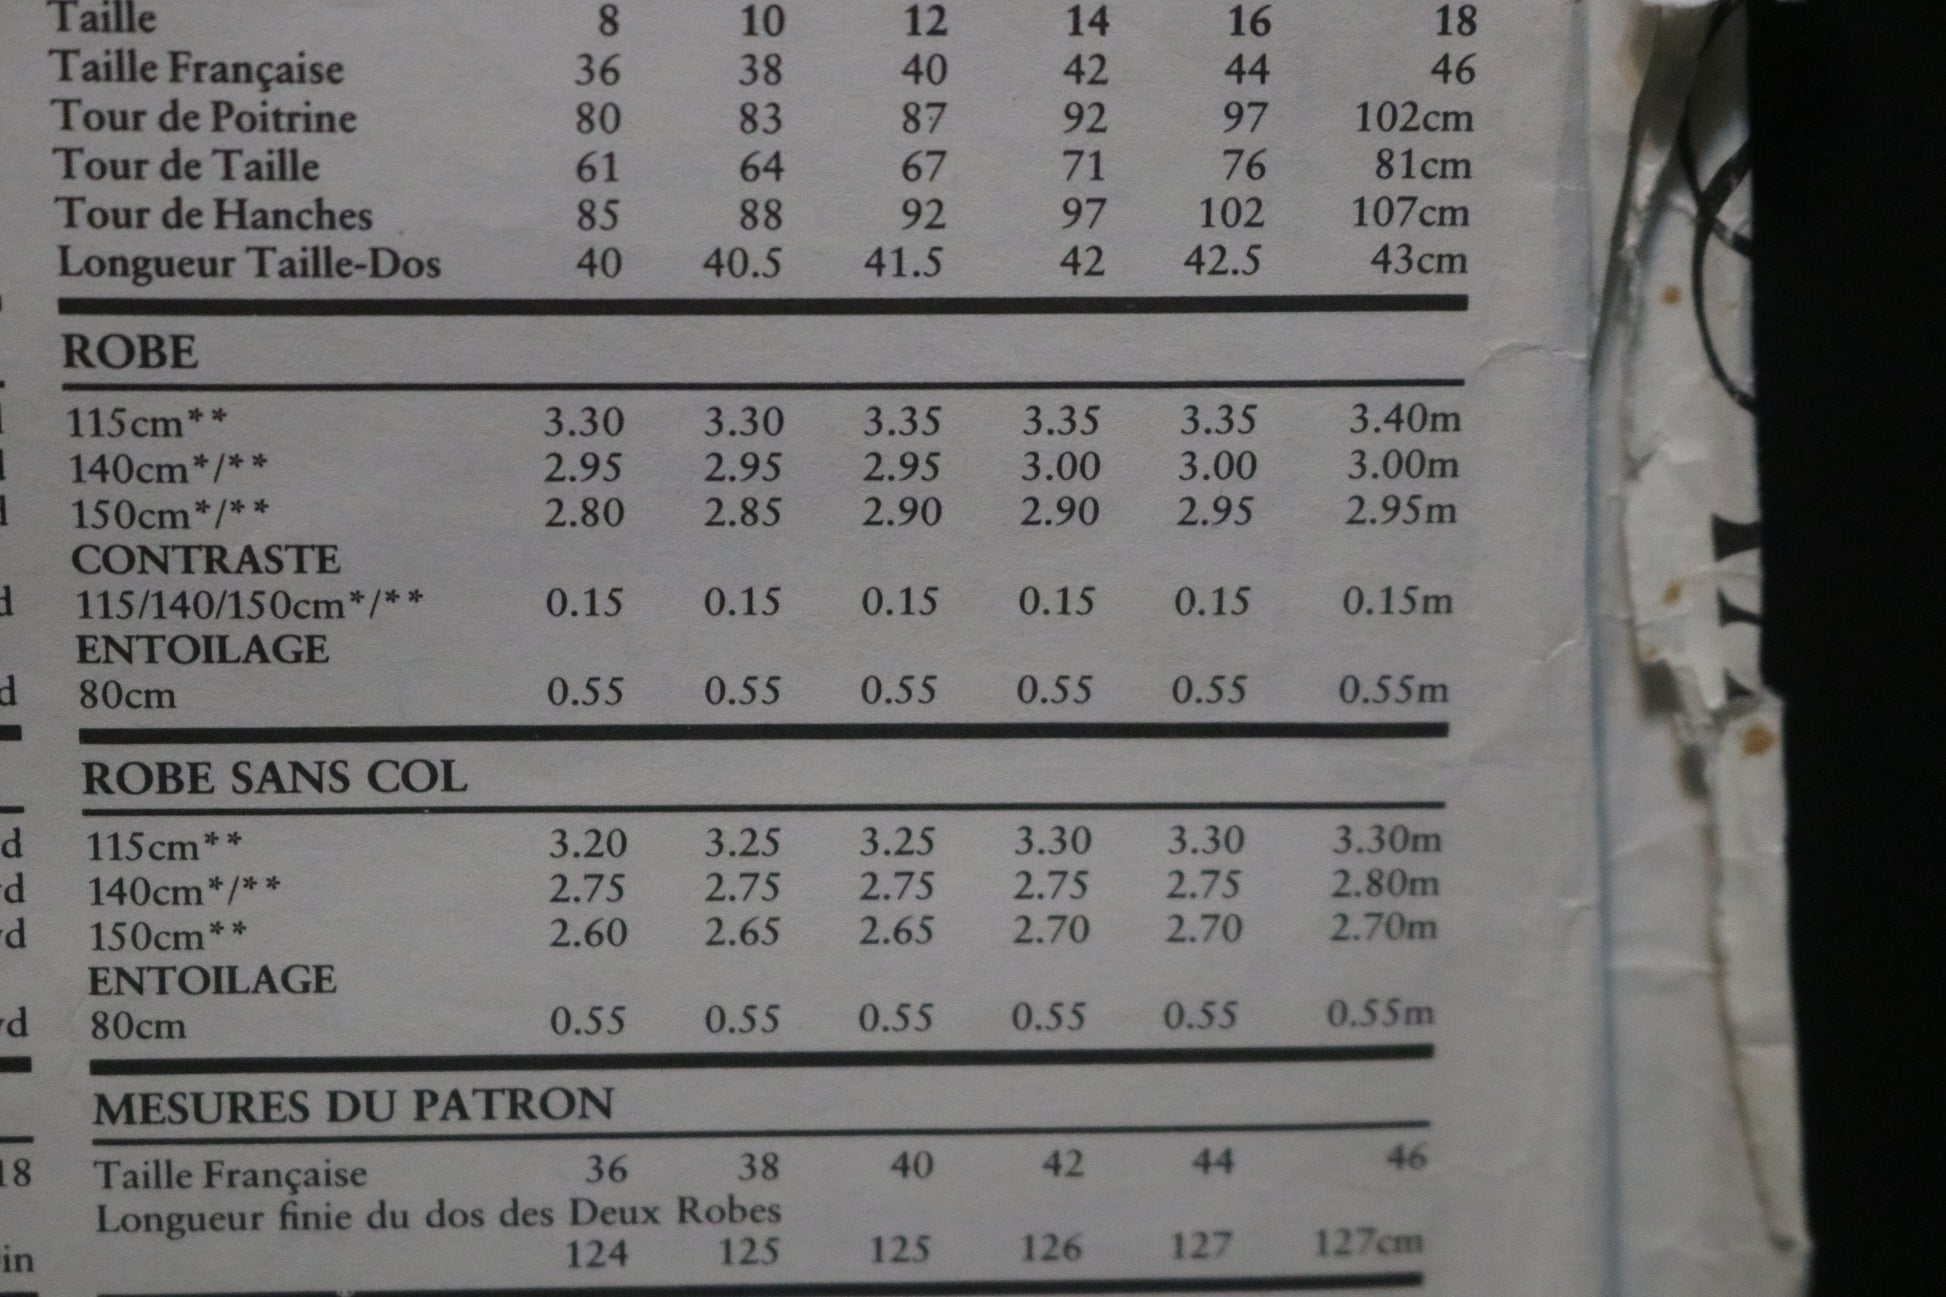 Taille 8 10 12 14 16 18
Taille Française 36 38 40 42 44 46
Tour de Poitrine 80 83 87 92 97 102cm
Tour de Taille 61 64 67 71 76 81cm
Tour de Hanches 85 88 92 97 102 107cm
Longueur Taille-Dos 40 40.5 41.5 42 42.5 43cm
ROBE
115cm** 3.30 3.30 3.35 3.35 3.35 3.40m
140cm*/** 2.95 2.95 2.95 3.00 3.00 3.00m
150cm*/** 2.80 2.85 2.90 2.90 2.95 2.95m
CONTRASTE
d 115/140/150cm*/** 0.15 0.15 0.15 0.15 0.15 0.15m
ENTOILAGE
d 80cm 0.55 0.55 0.55 0.55 0.55 0.55m
ROBE SANS COL
d 115cm** 3.20 3.25 3.25 3.30 3.30 3.30m
d 140cm*/** 2.75 2.75 2.75 2.75 2.75 2.80m
d 150cm** 2.60 2.65 2.65 2.70 2.70 2.70m
ENTOILAGE
d 80cm 0.55 0.55 0.55 0.55 0.55 0.55m
MESURES DU PATRON
18 Taille Française 36 38 40 42 44 46
Longueur finie du dos des Deux Robes
in 124 125 125 126 127 127cm